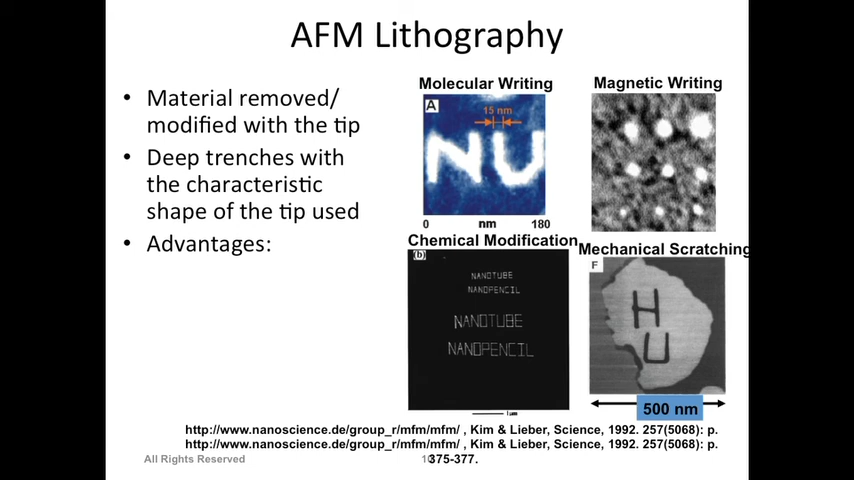 AFM Lithography
• Material removed/
modified with the tip
• Deep trenches with
the characteristic
shape of the tip used
• Advantages:
Molecular Writing
A
15 nm
NU
0 nm 180
Magnetic Writing
Chemical Modification
(b)
NANOTUBE
NANOPENCIL
NANOTUBE
NANOPENCIL
1μm
Mechanical Scratching
F
H
U
500 nm
http://www.nanoscience.de/group_r/mfm/mfm/ , Kim & Lieber, Science, 1992. 257(5068): p.
http://www.nanoscience.de/group_r/mfm/mfm/ , Kim & Lieber, Science, 1992. 257(5068): p.
375-377.
All Rights Reserved